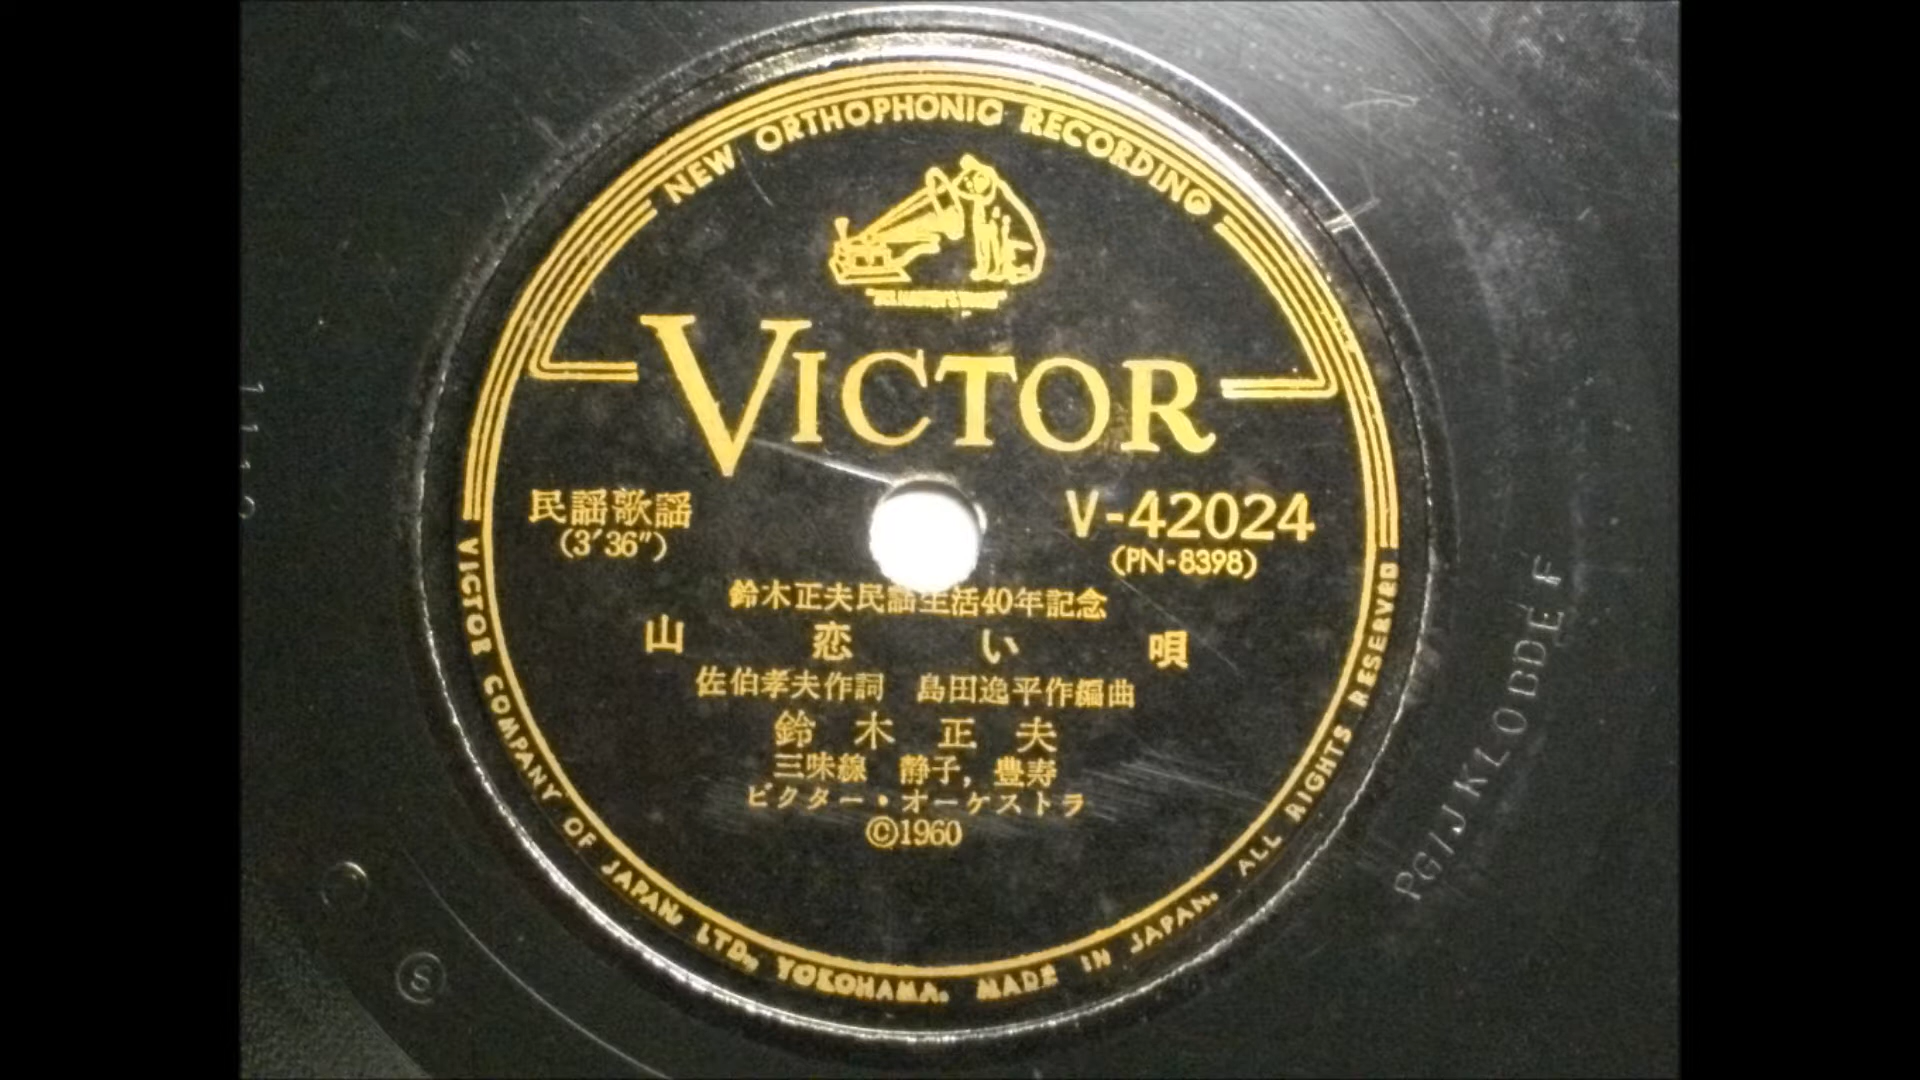 NEW ORTHOPHONIC RECORDING
"HIS MASTER'S VOICE"
VICTOR
民謡歌謡
(3′36″)
V-42024
(PN-8398)
鈴木正夫民謡生活40年記念
山恋い唄
佐伯孝夫作詞 島田逸平作編曲
鈴木正夫
三味線 静子, 豊寿
ビクター・オーケストラ
©1960
VICTOR COMPANY OF JAPAN, LTD., YOKOHAMA. MADE IN JAPAN. ALL RIGHTS RESERVED
Ⓢ